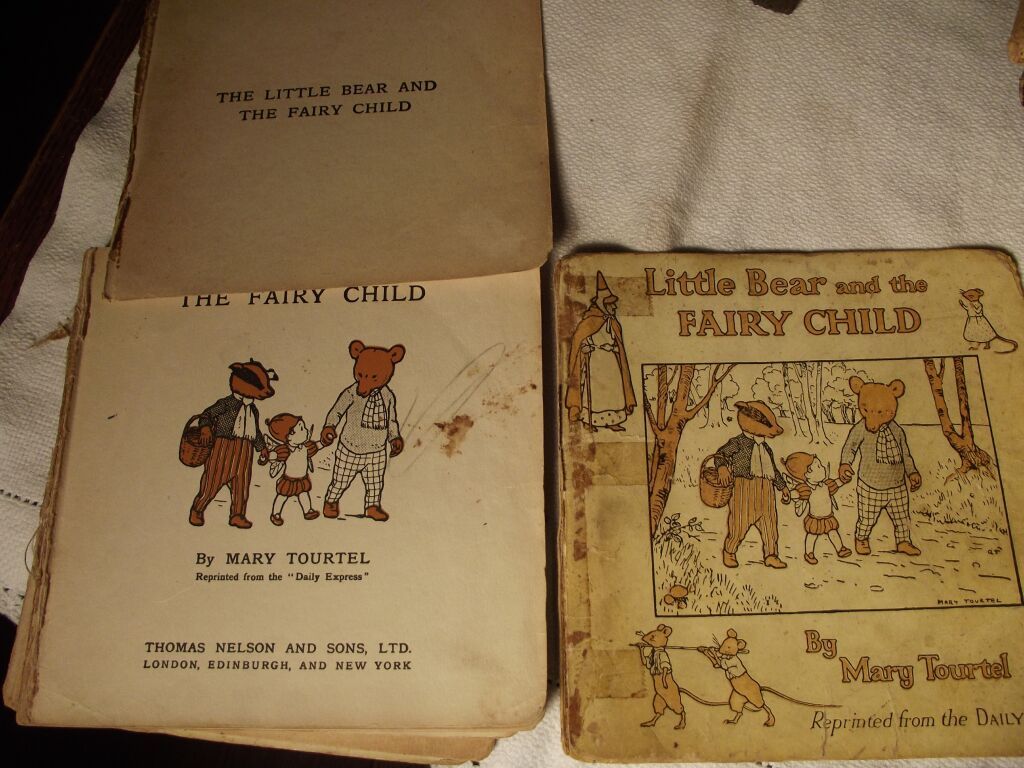 THE LITTLE BEAR AND
THE FAIRY CHILD
THE FAIRY CHILD
By MARY TOURTEL
Reprinted from the "Daily Express"
THOMAS NELSON AND SONS, LTD.
LONDON, EDINBURGH, AND NEW YORK
Little Bear and the
FAIRY CHILD
MARY TOURTEL
By
Mary Tourtel
Reprinted from the DAILY